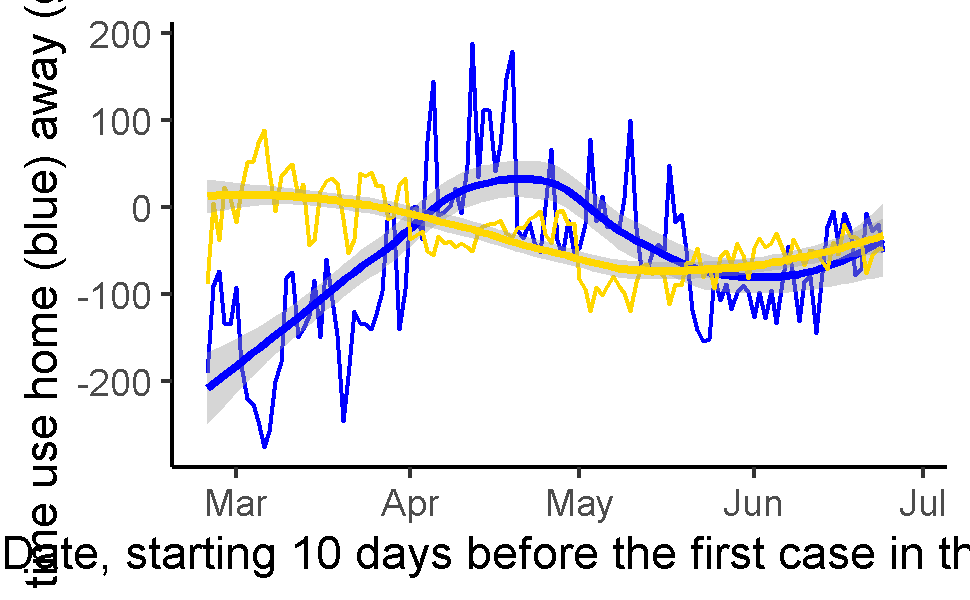 time use home (blue) away (
200
100
0
-100
-200
Mar Apr May Jun Jul
Date, starting 10 days before the first case in th